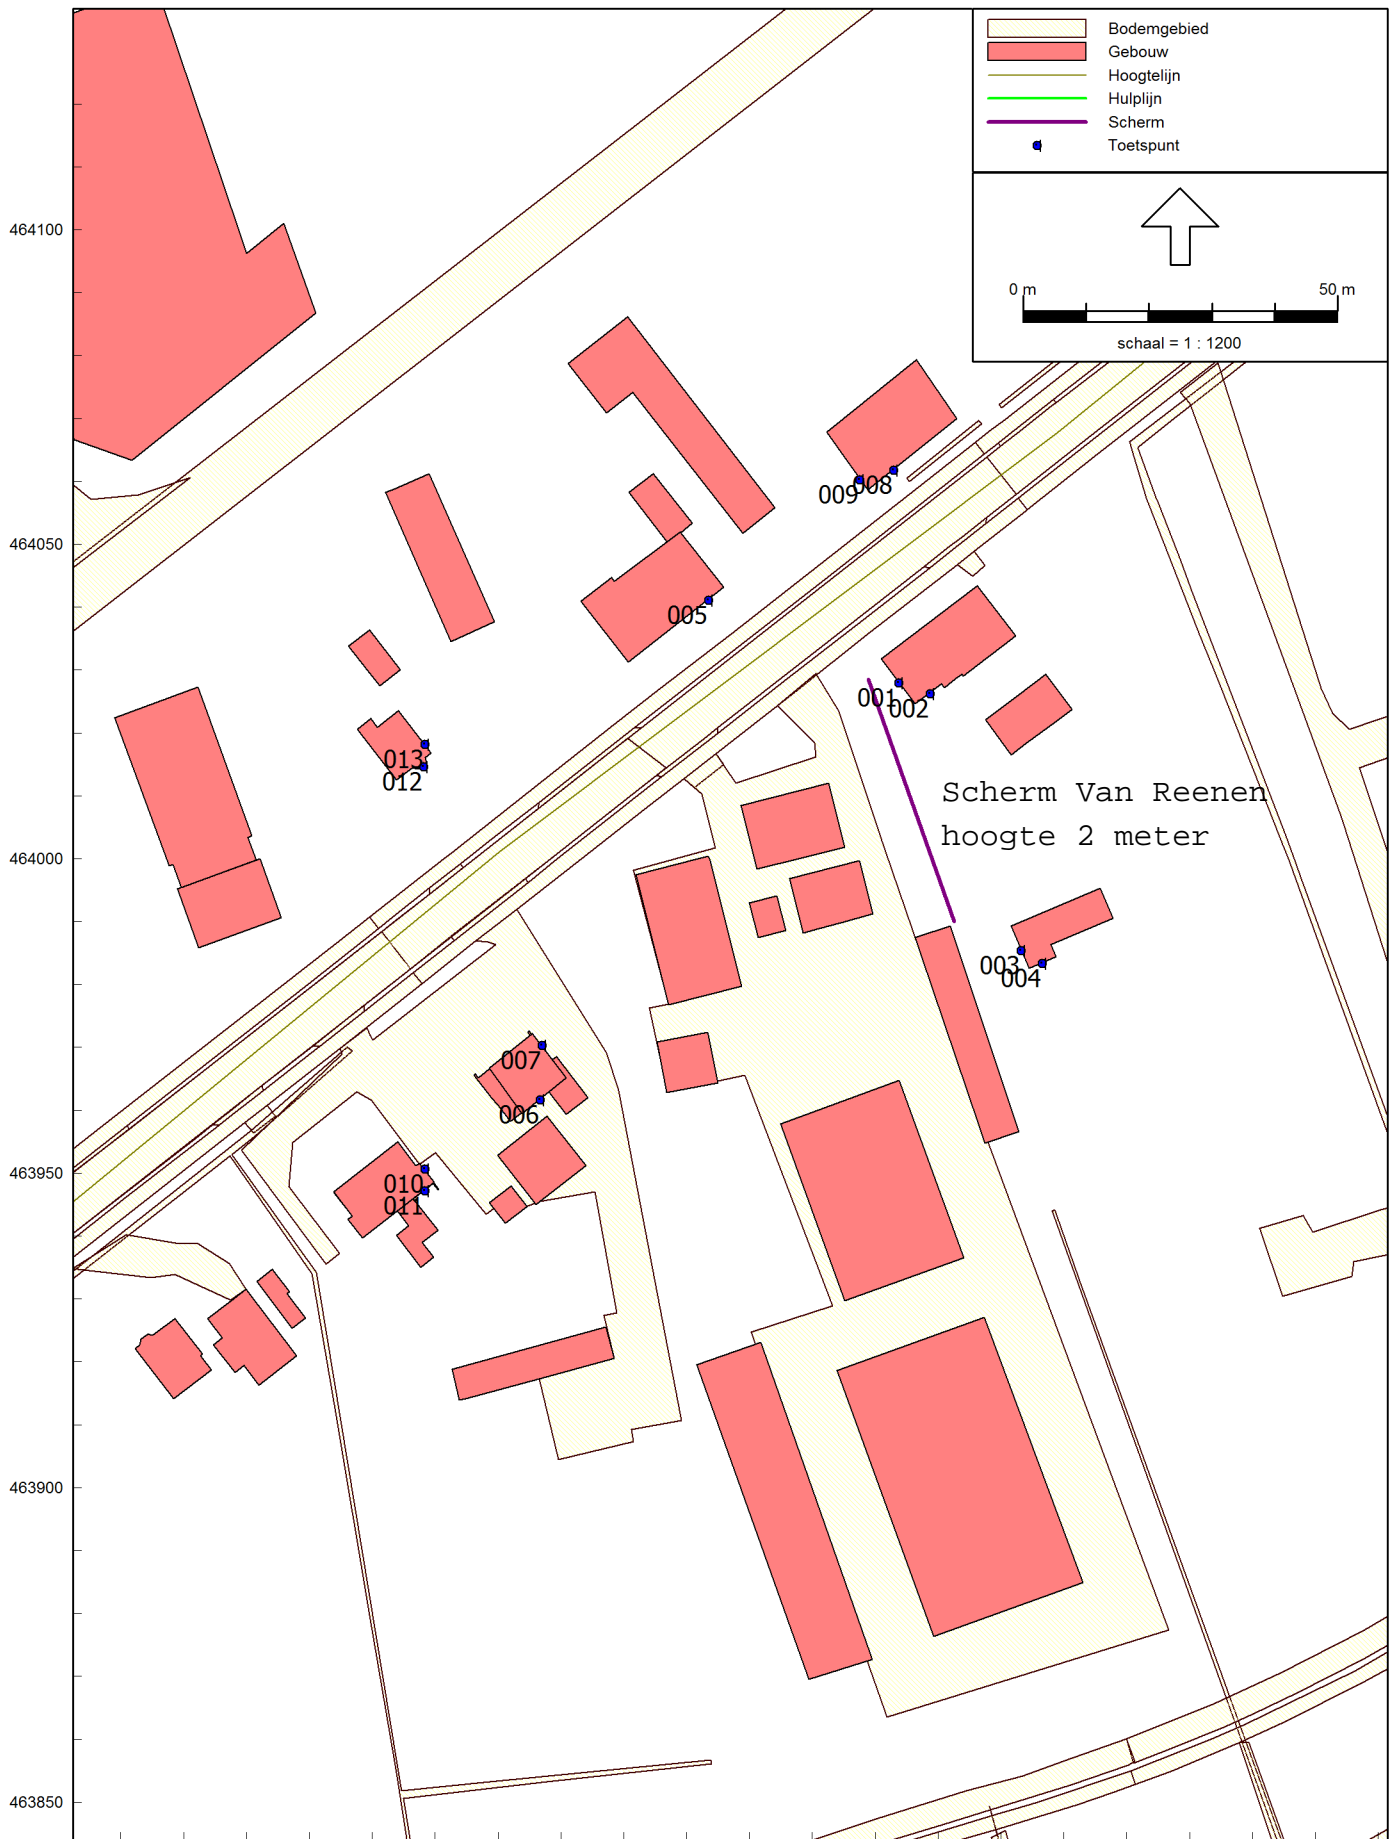 Bodemgebied
Gebouw
Hoogtelijn
Hulplijn
Scherm
Toetspunt
0 m
50 m
schaal = 1 : 1200
464100
464050
464000
463950
463900
463850
009
008
005
001
002
013
012
Scherm Van Reenen
hoogte 2 meter
003
004
007
006
010
011